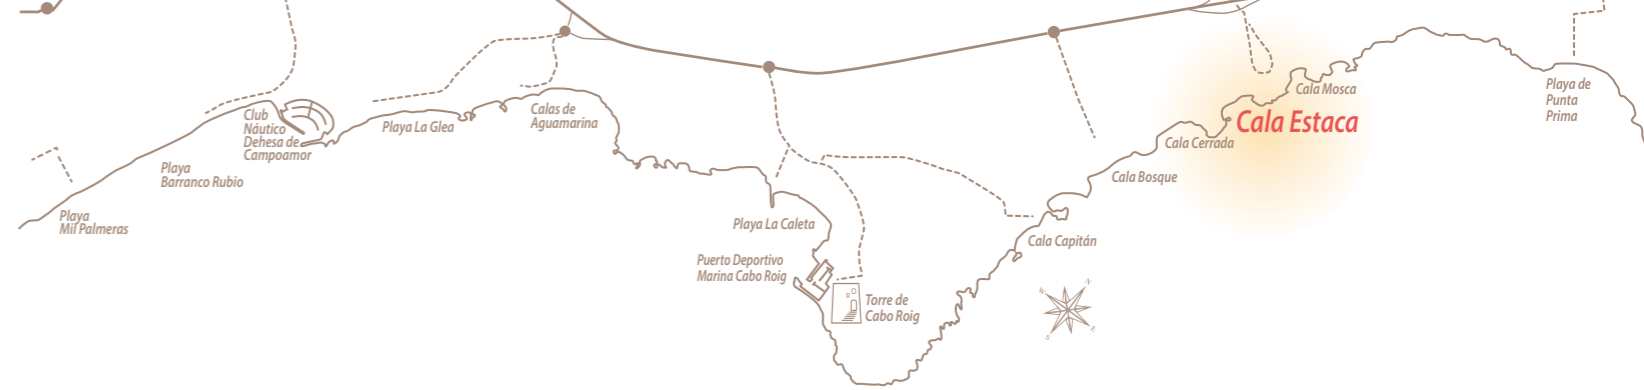 Playa
Mil Palmeras
Playa
Barranco Rubio
Club
Náutico
Dehesa de
Campoamor
Playa La Glea
Calas de
Aguamarina
Playa La Caleta
Puerto Deportivo
Marina Cabo Roig
Torre de
Cabo Roig
Cala Capitán
Cala Bosque
Cala Cerrada
Cala Estaca
Cala Mosca
Playa de
Punta
Prima
N
W
E
S